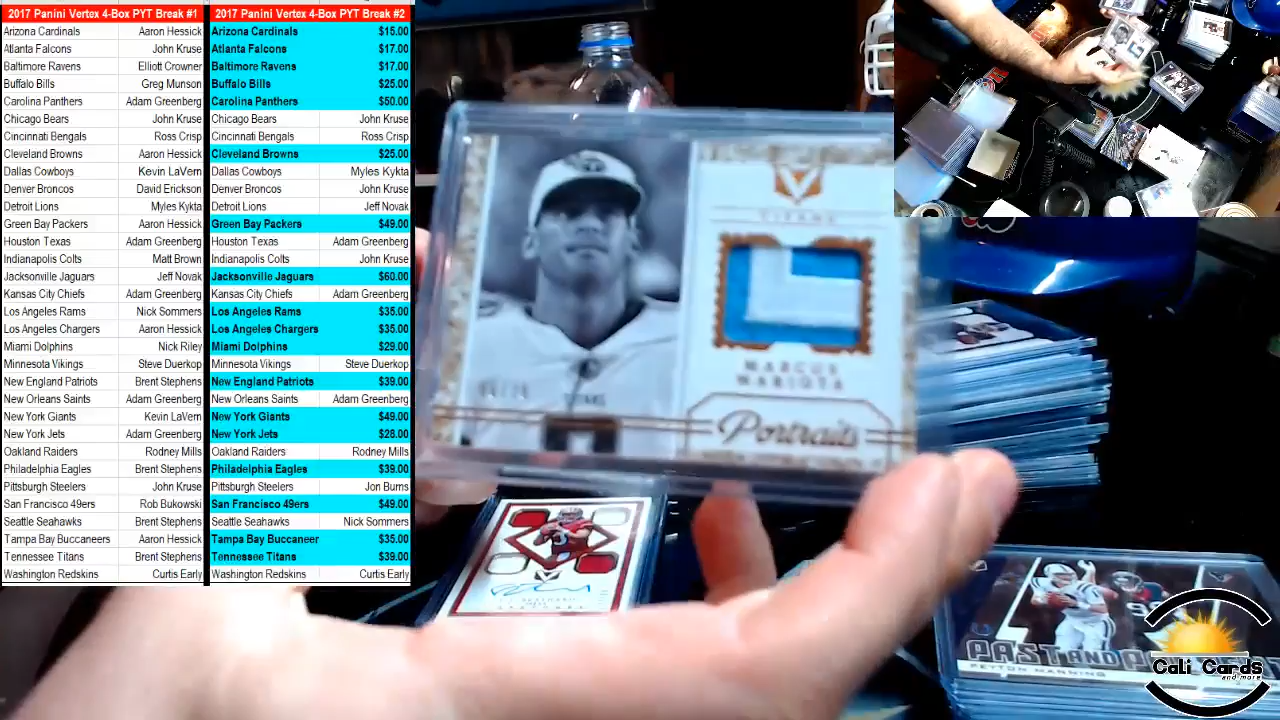 2017 Panini Vertex 4-Box PYT Break #1
Arizona Cardinals Aaron Hessick
Atlanta Falcons John Kruse
Baltimore Ravens Elliott Crowner
Buffalo Bills Greg Munson
Carolina Panthers Adam Greenberg
Chicago Bears John Kruse
Cincinnati Bengals Ross Crisp
Cleveland Browns Aaron Hessick
Dallas Cowboys Kevin LaVern
Denver Broncos David Erickson
Detroit Lions Myles Kykta
Green Bay Packers Aaron Hessick
Houston Texas Adam Greenberg
Indianapolis Colts Matt Brown
Jacksonville Jaguars Jeff Novak
Kansas City Chiefs Adam Greenberg
Los Angeles Rams Nick Sommers
Los Angeles Chargers Aaron Hessick
Miami Dolphins Nick Riley
Minnesota Vikings Steve Duerkop
New England Patriots Brent Stephens
New Orleans Saints Adam Greenberg
New York Giants Kevin LaVern
New York Jets Adam Greenberg
Oakland Raiders Rodney Mills
Philadelphia Eagles Brent Stephens
Pittsburgh Steelers John Kruse
San Francisco 49ers Rob Bukowski
Seattle Seahawks Brent Stephens
Tampa Bay Buccaneers Aaron Hessick
Tennessee Titans Brent Stephens
Washington Redskins Curtis Early
2017 Panini Vertex 4-Box PYT Break #2
Arizona Cardinals $15.00
Atlanta Falcons $17.00
Baltimore Ravens $17.00
Buffalo Bills $25.00
Carolina Panthers $50.00
Chicago Bears John Kruse
Cincinnati Bengals Ross Crisp
Cleveland Browns $25.00
Dallas Cowboys Myles Kykta
Denver Broncos John Kruse
Detroit Lions Jeff Novak
Green Bay Packers $49.00
Houston Texas Adam Greenberg
Indianapolis Colts John Kruse
Jacksonville Jaguars $60.00
Kansas City Chiefs Adam Greenberg
Los Angeles Rams $35.00
Los Angeles Chargers $35.00
Miami Dolphins $29.00
Minnesota Vikings Steve Duerkop
New England Patriots $39.00
New Orleans Saints Adam Greenberg
New York Giants $49.00
New York Jets $28.00
Oakland Raiders Rodney Mills
Philadelphia Eagles $39.00
Pittsburgh Steelers Jon Burns
San Francisco 49ers $49.00
Seattle Seahawks Nick Sommers
Tampa Bay Buccaneer $35.00
Tennessee Titans $39.00
Washington Redskins Curtis Early
MARCUS
MARIOTA
Portraits
PAST AND
PEYTON MANNING
Cali Cards
and more